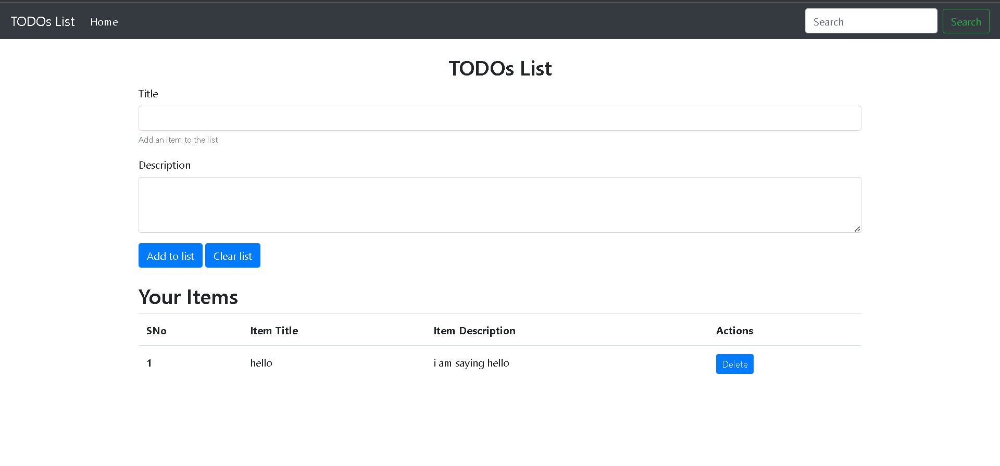 TODOs List Home Search Search
TODOs List
Title
Add an item to the list
Description
Add to list Clear list
Your Items
SNo Item Title Item Description Actions
1 hello i am saying hello Delete